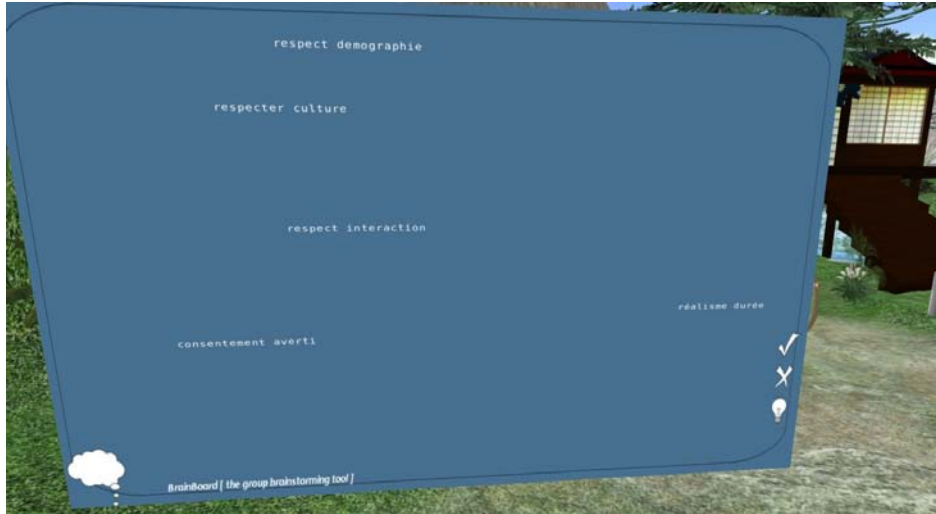 respect demographie
respecter culture
respect interaction
réalisme durée
consentement averti
BrainBoard [ the group brainstorming tool ]